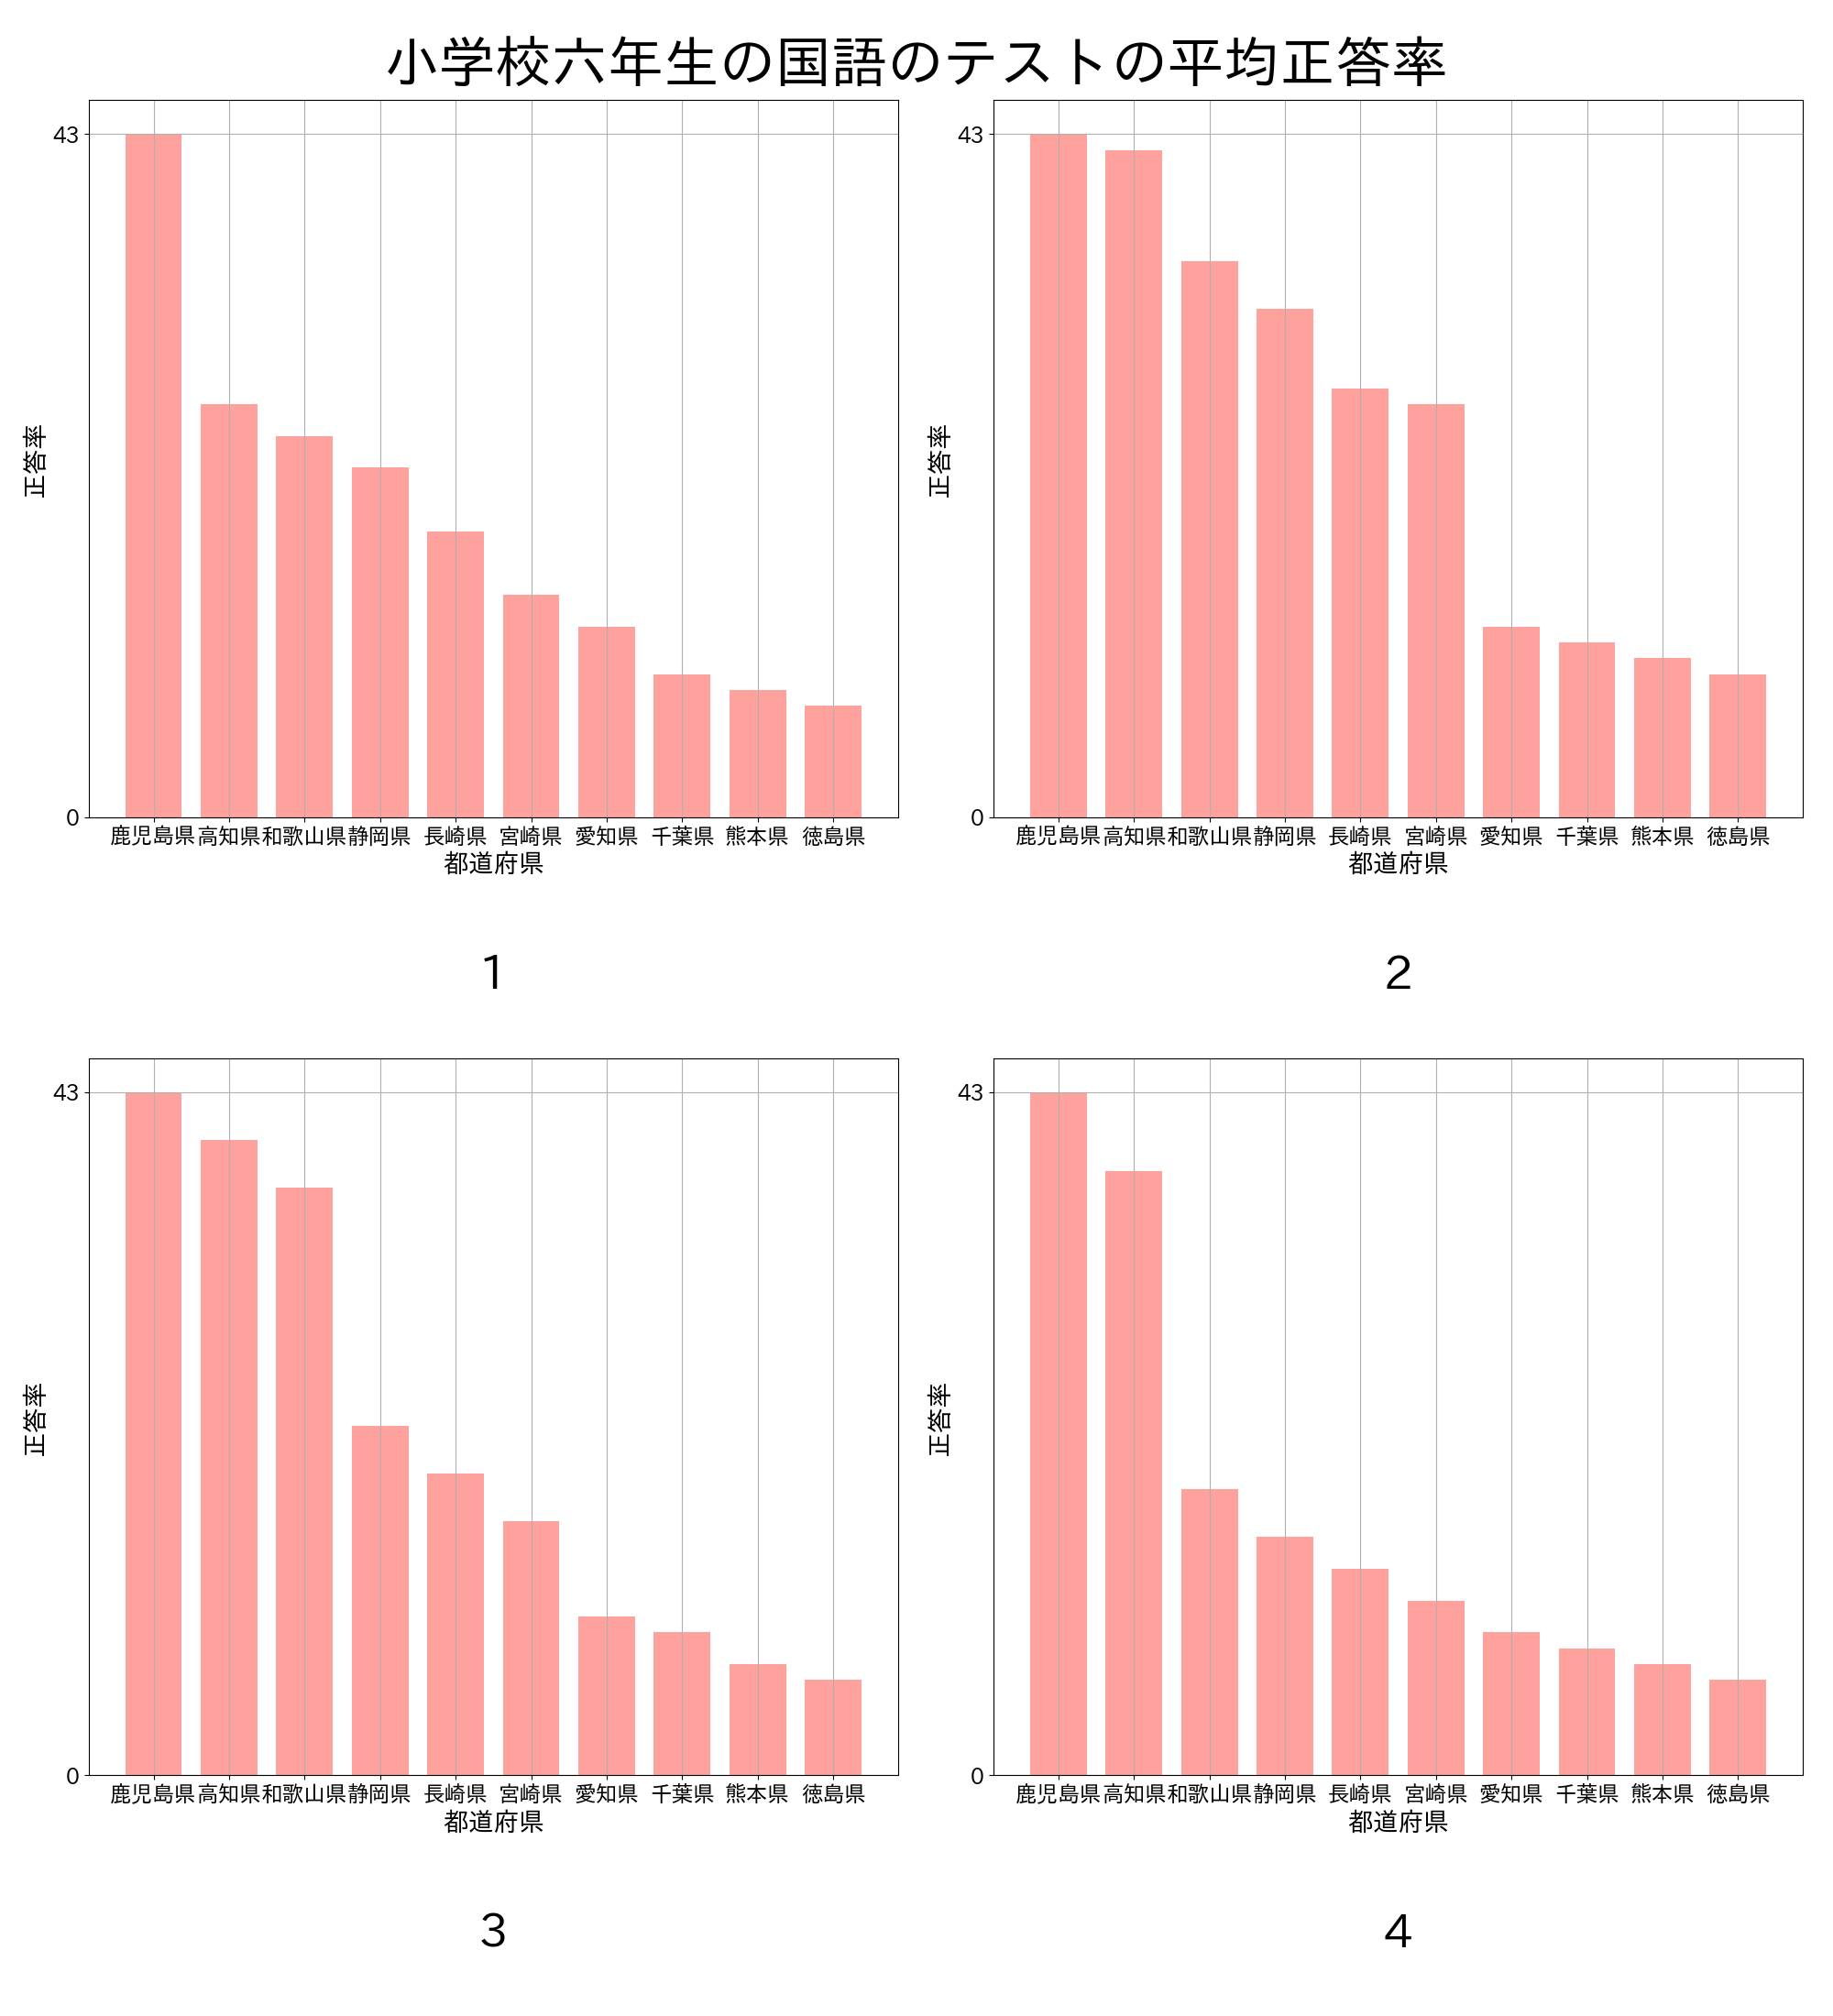 小学校六年生の国語のテストの平均正答率
43
正答率
0
鹿児島県 高知県 和歌山県 静岡県 長崎県 宮崎県 愛知県 千葉県 熊本県 徳島県
都道府県
1
43
正答率
0
鹿児島県 高知県 和歌山県 静岡県 長崎県 宮崎県 愛知県 千葉県 熊本県 徳島県
都道府県
2
43
正答率
0
鹿児島県 高知県 和歌山県 静岡県 長崎県 宮崎県 愛知県 千葉県 熊本県 徳島県
都道府県
3
43
正答率
0
鹿児島県 高知県 和歌山県 静岡県 長崎県 宮崎県 愛知県 千葉県 熊本県 徳島県
都道府県
4